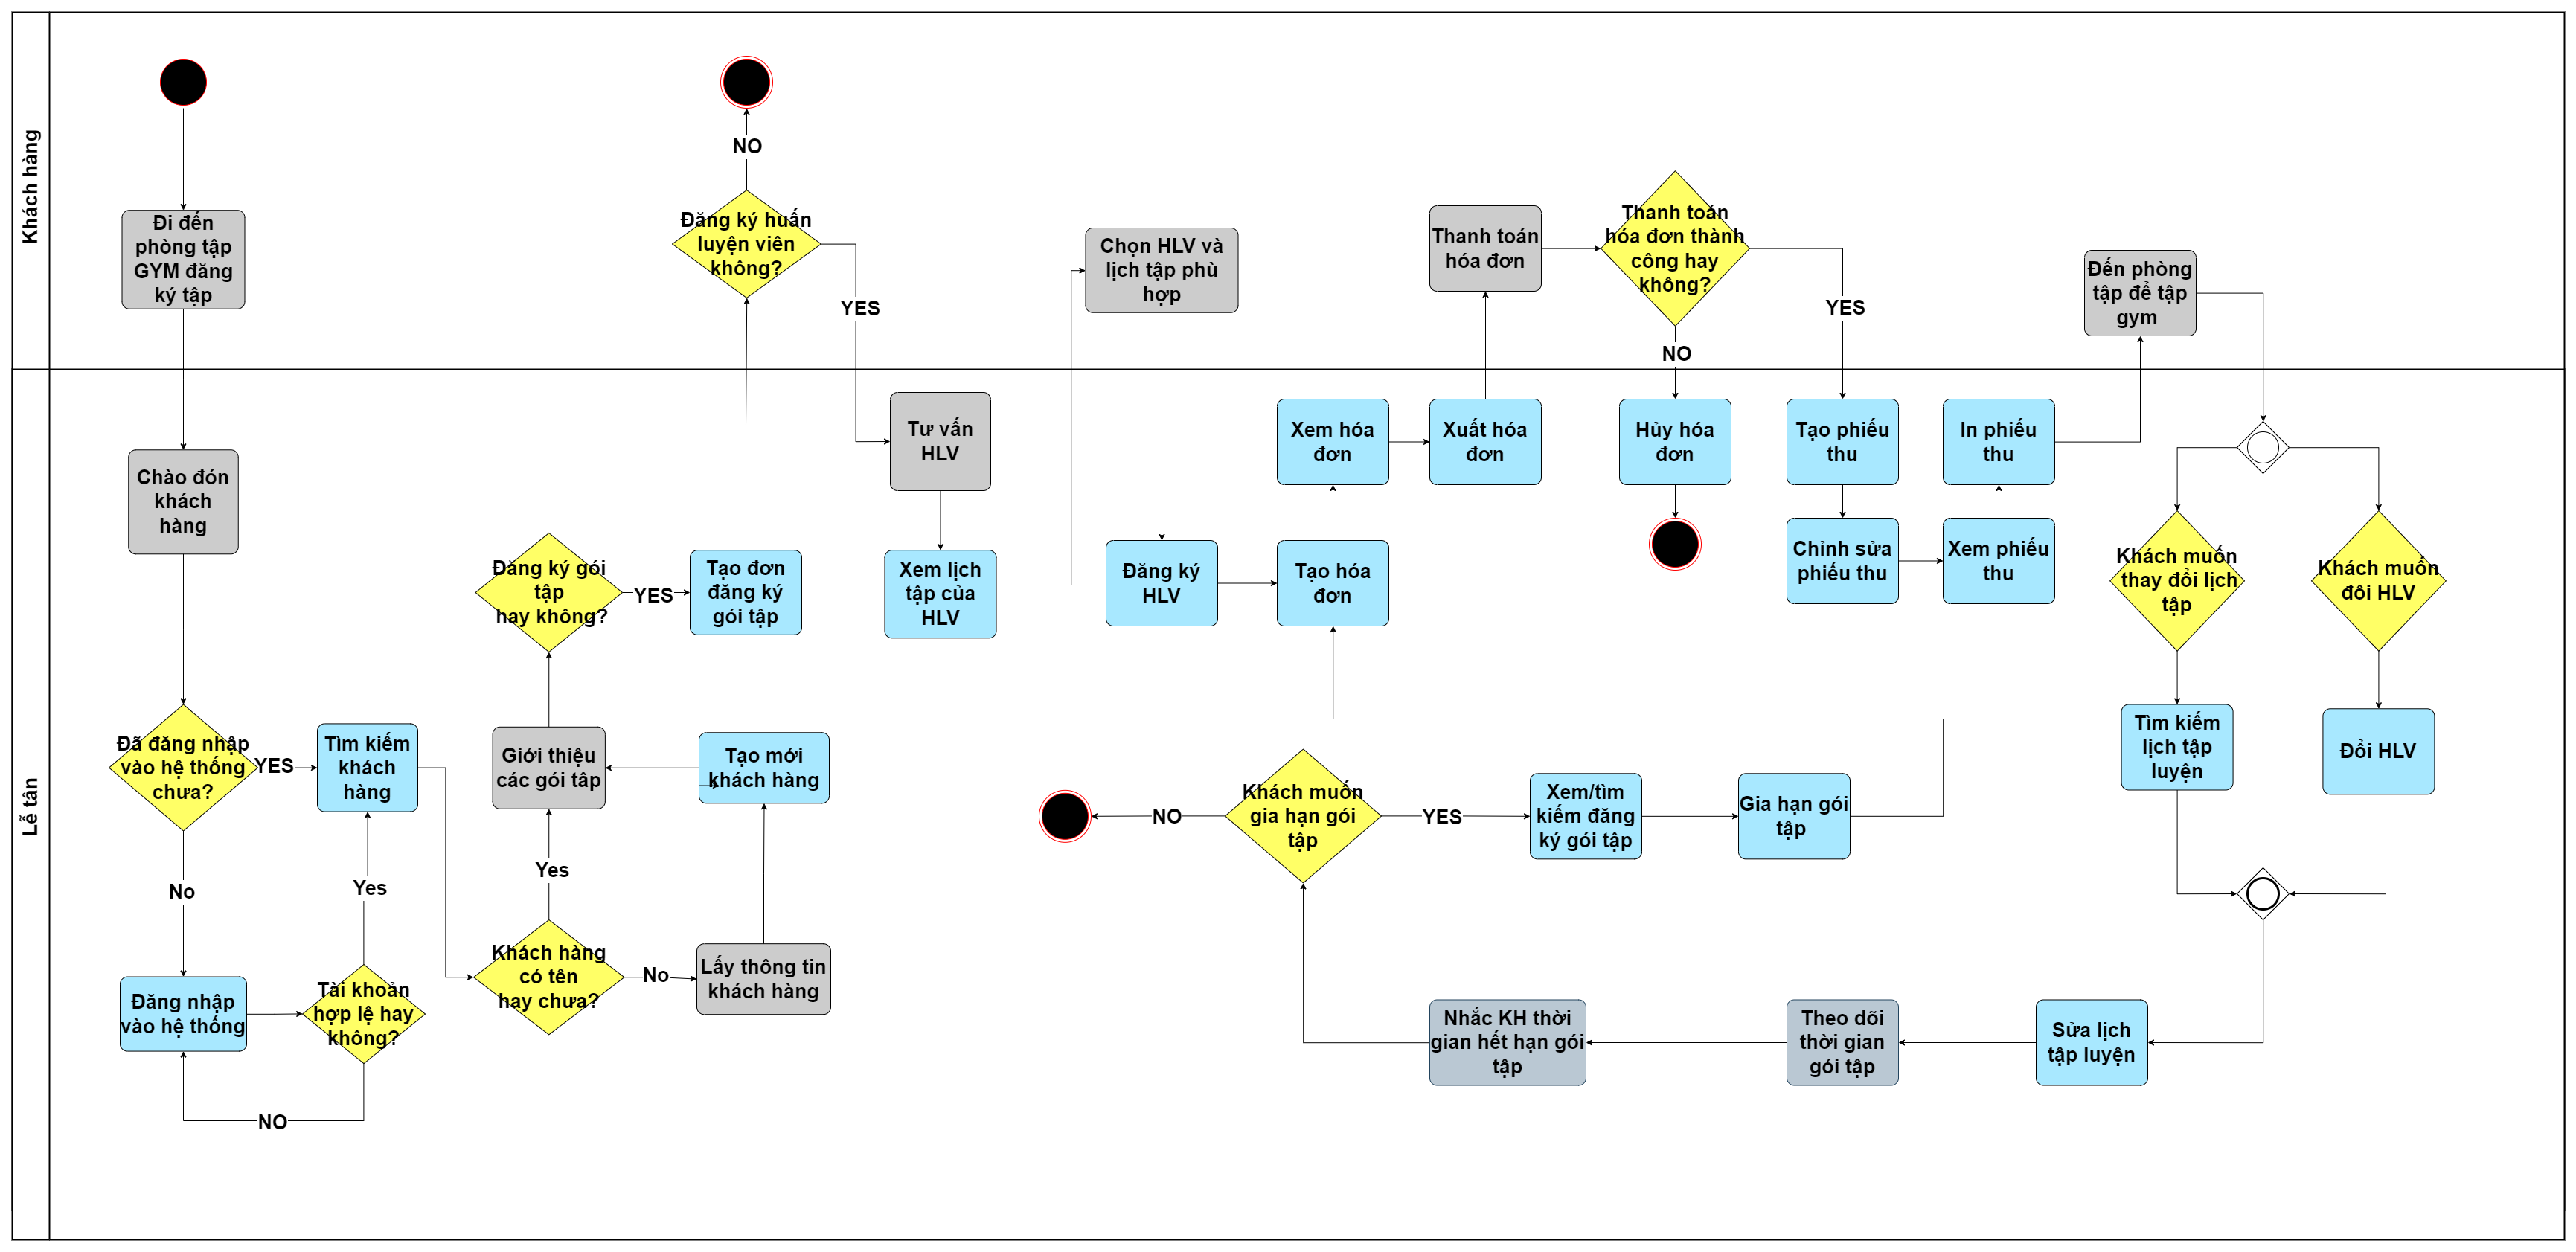 Khách hàng
Đi đến
phòng tập
GYM đăng
ký tập
NO
Đăng ký huấn
luyện viên
không?
YES
Chọn HLV và
lịch tập phù
hợp
Thanh toán
hóa đơn
Thanh toán
hóa đơn thành
công hay
không?
YES
NO
Đến phòng
tập để tập
gym
Lễ tân
Chào đón
khách
hàng
Đã đăng nhập
vào hệ thống
chưa?
YES
No
Tìm kiếm
khách
hàng
Yes
Đăng nhập
vào hệ thống
Tài khoản
hợp lệ hay
không?
NO
Đăng ký gói
tập
hay không?
YES
Tạo đơn
đăng ký
gói tập
Giới thiệu
các gói tâp
Tạo mới
khách hàng
Yes
Khách hàng
có tên
hay chưa?
No
Lấy thông tin
khách hàng
Tư vấn
HLV
Xem lịch
tập của
HLV
Đăng ký
HLV
Tạo hóa
đơn
Xem hóa
đơn
Xuất hóa
đơn
Hủy hóa
đơn
Tạo phiếu
thu
Chỉnh sửa
phiếu thu
Xem phiếu
thu
In phiếu
thu
Khách muốn
thay đổi lịch
tập
Khách muốn
đôi HLV
Tìm kiếm
lịch tập
luyện
Đổi HLV
NO
Khách muốn
gia hạn gói
tập
YES
Xem/tìm
kiếm đăng
ký gói tập
Gia hạn gói
tập
Nhắc KH thời
gian hết hạn gói
tập
Theo dõi
thời gian
gói tập
Sửa lịch
tập luyện